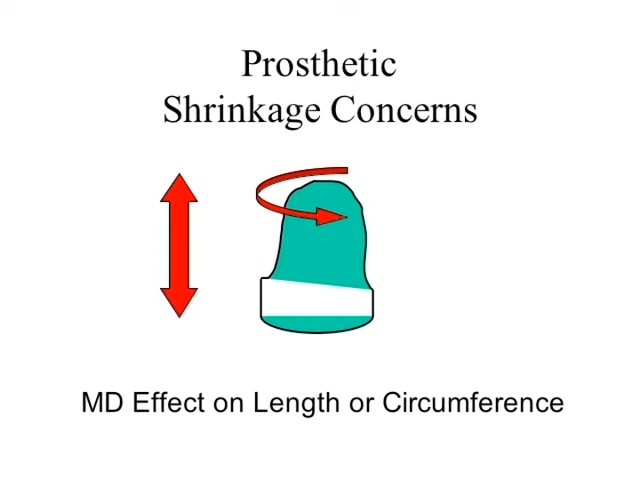 Prosthetic
Shrinkage Concerns
MD Effect on Length or Circumference